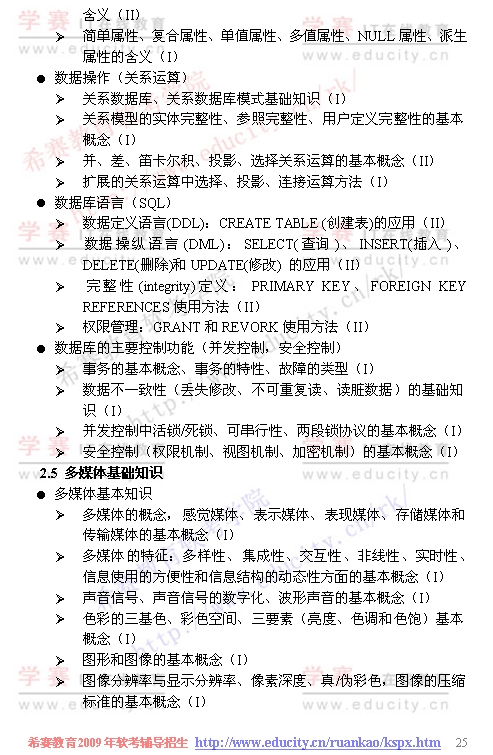 含义（II）
➢ 简单属性、复合属性、单值属性、多值属性、NULL 属性、派生
属性的含义（I）
● 数据操作（关系运算）
➢ 关系数据库、关系数据库模式基础知识（I）
➢ 关系模型的实体完整性、参照完整性、用户定义完整性的基本
概念（I）
➢ 并、差、笛卡尔积、投影、选择关系运算的基本概念（II）
➢ 扩展的关系运算中选择、投影、连接运算方法（I）
● 数据库语言（SQL）
➢ 数据定义语言(DDL)：CREATE TABLE (创建表)的应用（II）
➢ 数据操纵语言 (DML)： SELECT( 查询 )、 INSERT(插入 )、
DELETE(删除)和 UPDATE(修改) 的应用（II）
➢ 完整性 (integrity) 定义： PRIMARY KEY、 FOREIGN KEY
REFERENCES 使用方法（II）
➢ 权限管理：GRANT 和 REVORK 使用方法（II）
● 数据库的主要控制功能（并发控制，安全控制）
➢ 事务的基本概念、事务的特性、故障的类型（I）
➢ 数据不一致性（丢失修改、不可重复读、读脏数据）的基础知
识（I）
➢ 并发控制中活锁/死锁、可串行性、两段锁协议的基本概念（I）
➢ 安全控制（权限机制、视图机制、加密机制）的基本概念（I）
2.5 多媒体基础知识
● 多媒体基本知识
➢ 多媒体的概念，感觉媒体、表示媒体、表现媒体、存储媒体和
传输媒体的基本概念（I）
➢ 多媒体的特征：多样性、集成性、交互性、非线性、实时性、
信息使用的方便性和信息结构的动态性方面的基本概念（I）
➢ 声音信号、声音信号的数字化、波形声音的基本概念（I）
➢ 色彩的三基色、彩色空间、三要素（亮度、色调和色饱）基本
概念（I）
➢ 图形和图像的基本概念（I）
➢ 图像分辨率与显示分辨率、像素深度、真/伪彩色，图像的压缩
标准的基本概念（I）
希赛教育2009 年软考辅导招生 http://www.educity.cn/ruankao/kspx.htm 25